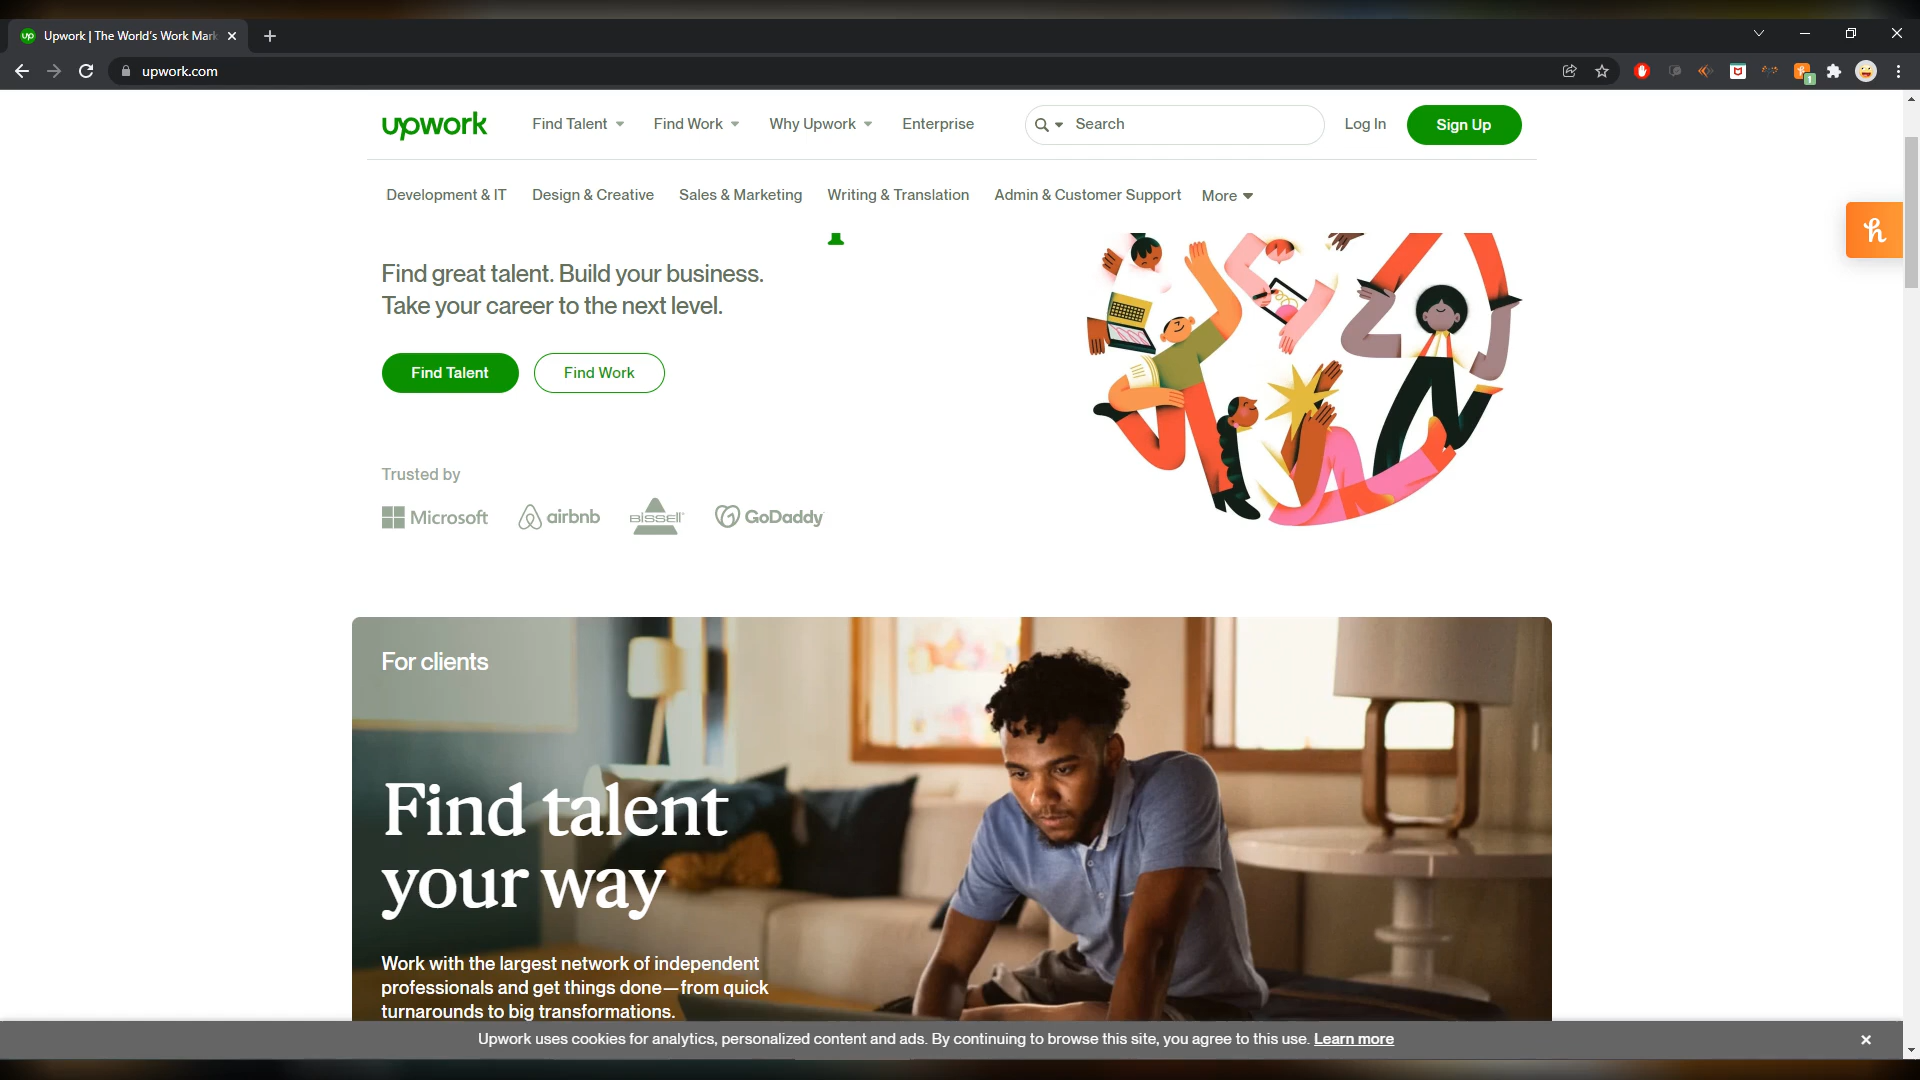 Upwork | The World's Work Mark
upwork.com
upwork
Find Talent
Find Work
Why Upwork
Enterprise
Search
Log In
Sign Up
Development & IT
Design & Creative
Sales & Marketing
Writing & Translation
Admin & Customer Support
More
Find great talent. Build your business.
Take your career to the next level.
Find Talent
Find Work
Trusted by
Microsoft
airbnb
BISSELL
GoDaddy
For clients
Find talent
your way
Work with the largest network of independent
professionals and get things done—from quick
turnarounds to big transformations.
Upwork uses cookies for analytics, personalized content and ads. By continuing to browse this site, you agree to this use. Learn more